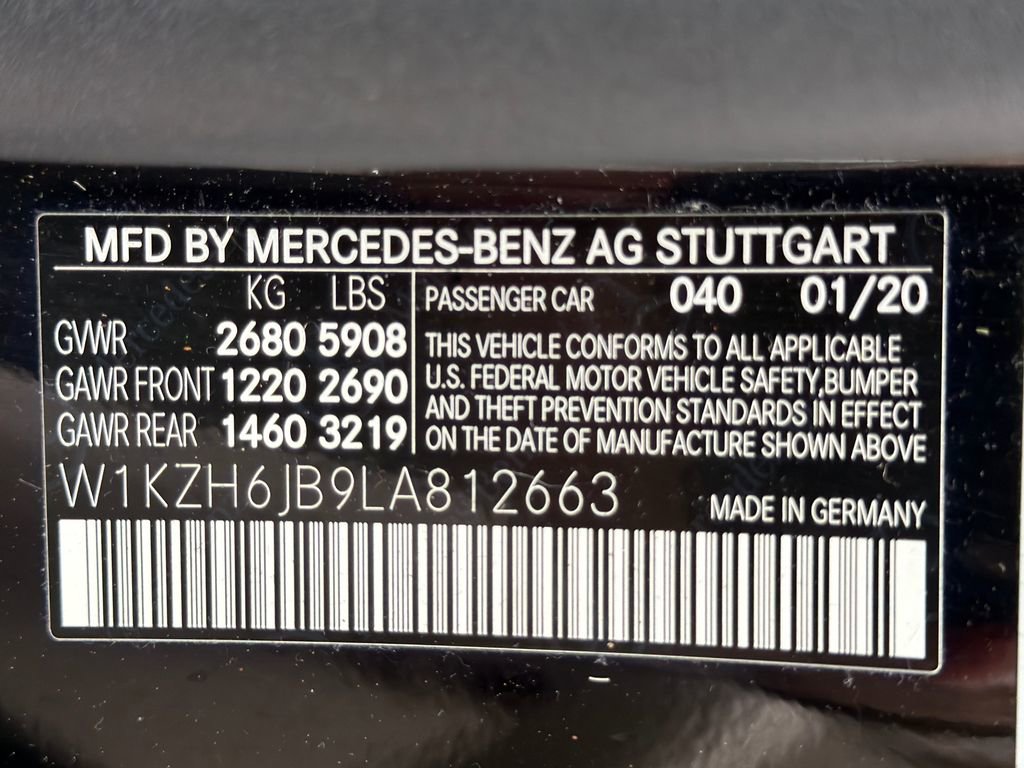 MFD BY MERCEDES-BENZ AG STUTTGART
KG LBS
GVWR 2680 5908
GAWR FRONT 1220 2690
GAWR REAR 1460 3219
PASSENGER CAR 040 01/20
THIS VEHICLE CONFORMS TO ALL APPLICABLE
U.S. FEDERAL MOTOR VEHICLE SAFETY, BUMPER
AND THEFT PREVENTION STANDARDS IN EFFECT
ON THE DATE OF MANUFACTURE SHOWN ABOVE
W1KZH6JB9LA812663
MADE IN GERMANY